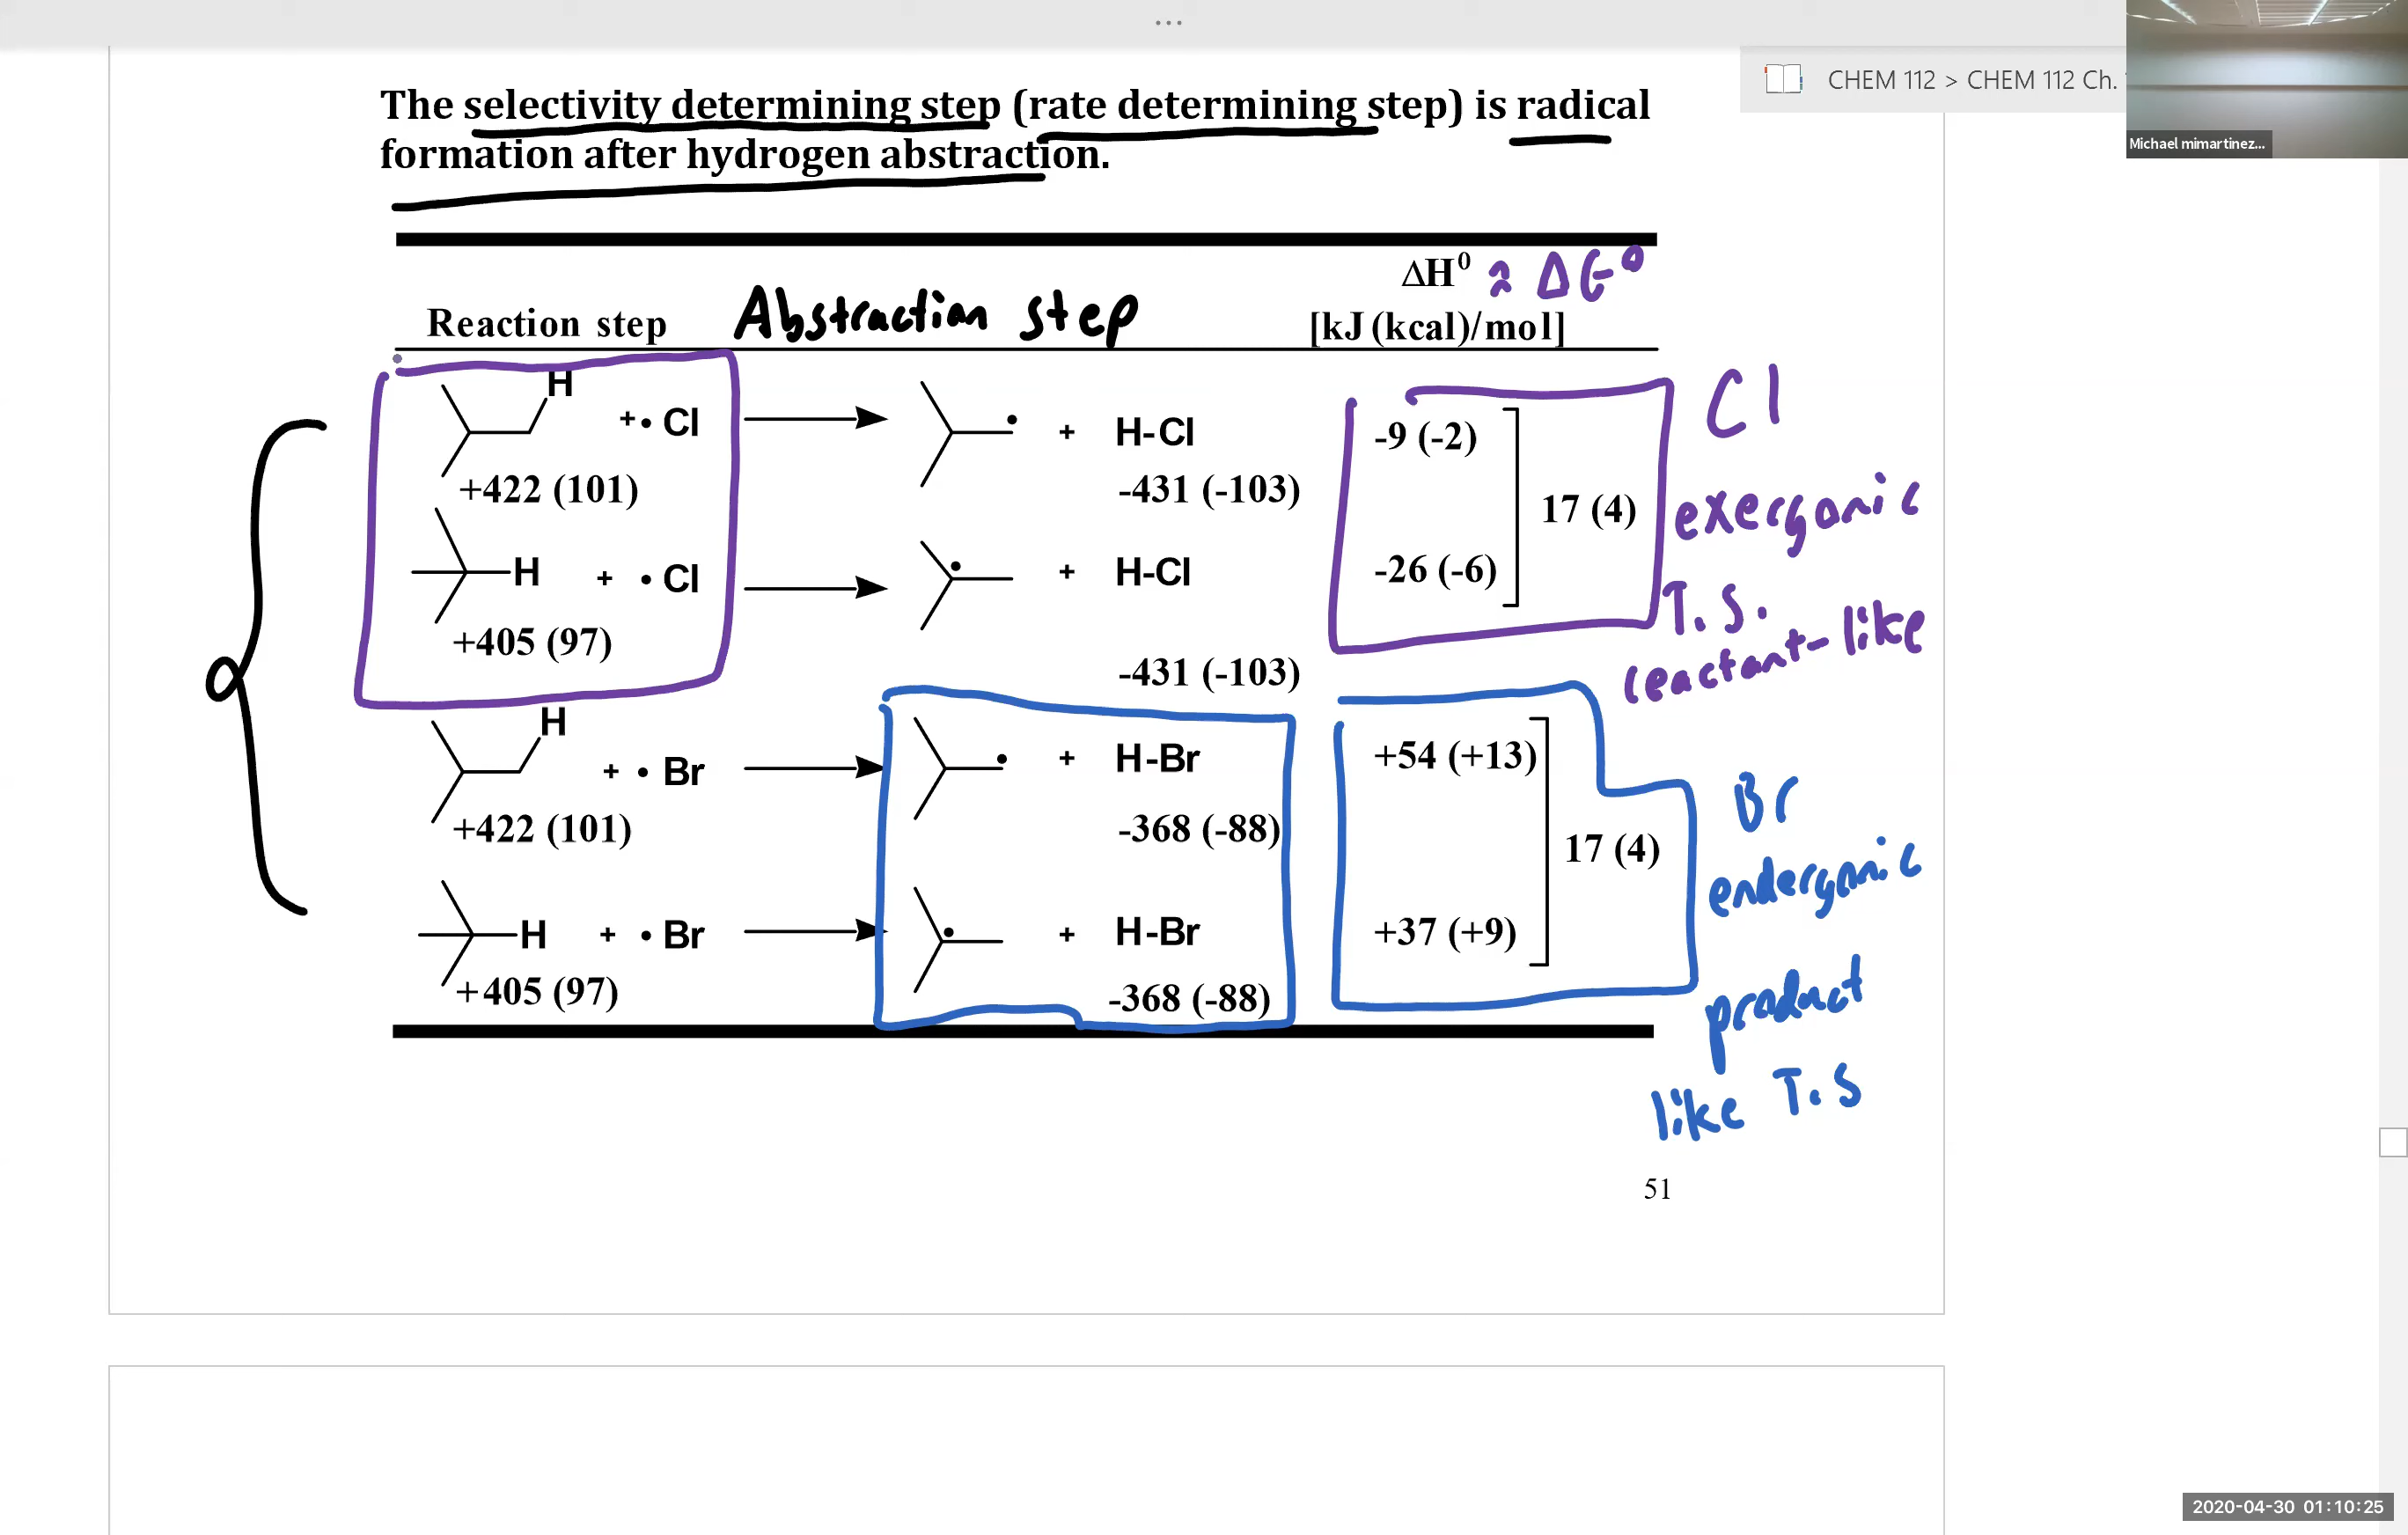 ...
CHEM 112 > CHEM 112 Ch.
Michael mimartinez...
The selectivity determining step (rate determining step) is radical
formation after hydrogen abstraction.
ΔH⁰ ≈ ΔG⁰
Reaction step Abstraction step [kJ (kcal)/mol]
H
+ • Cl + H-Cl -9 (-2)
+422 (101) -431 (-103)
17 (4)
H + • Cl + H-Cl -26 (-6)
+405 (97)
-431 (-103)
Cl
exergonic
T.S.
reactant-like
H
+ • Br + H-Br +54 (+13)
+422 (101) -368 (-88)
17 (4)
H + • Br + H-Br +37 (+9)
+405 (97) -368 (-88)
Br
endergonic
product
like T.S
51
2020-04-30 01:10:25